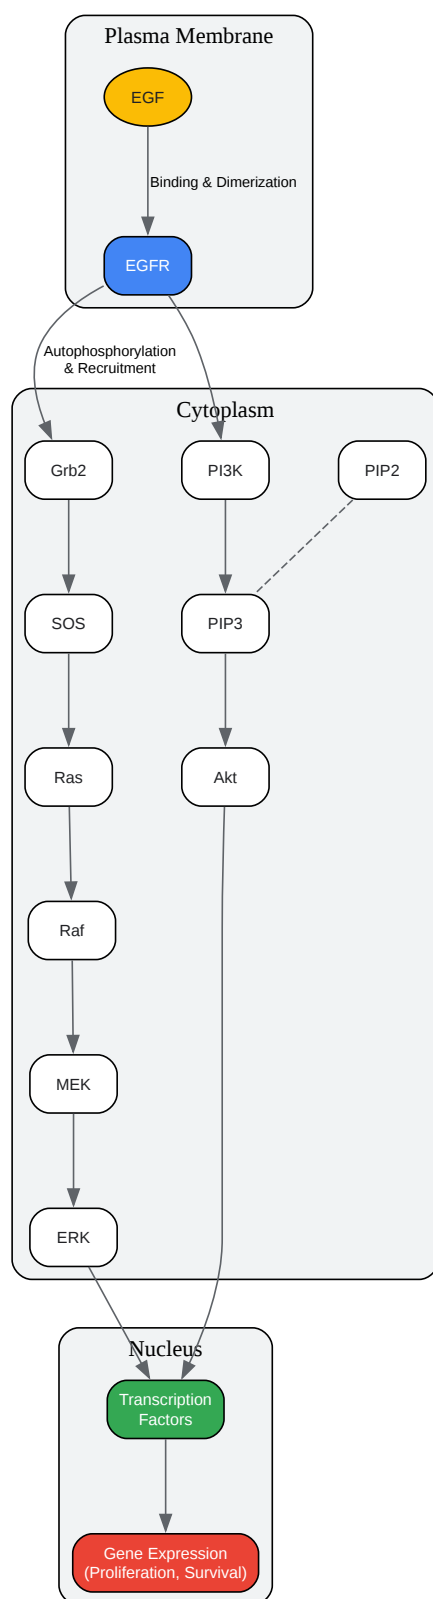 Plasma Membrane
EGF
Binding & Dimerization
EGFR
Autophosphorylation
& Recruitment
Cytoplasm
Grb2
PI3K
PIP2
SOS
PIP3
Ras
Akt
Raf
MEK
ERK
Nucleus
Transcription
Factors
Gene Expression
(Proliferation, Survival)